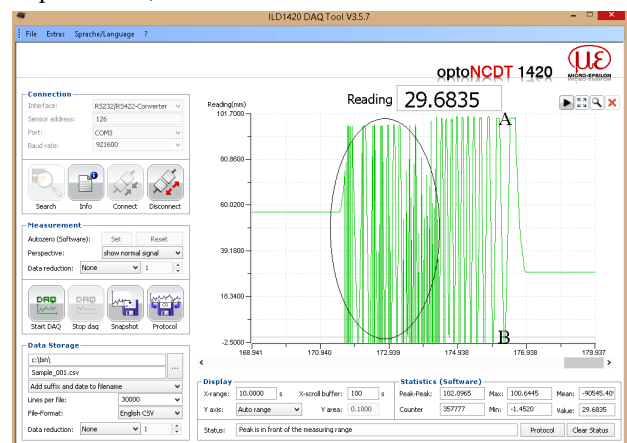 ILD1420 DAQ Tool V3.5.7
File Extras Sprache/Language ?
optoNCDT 1420
με
MICRO-EPSILON
Connection
Interface: RS232/RS422-Converter
Sensor address: 126
Port: COM3
Baud rate: 921600
Search Info Connect Disconnect
Measurement
Autozero (Software): Set Reset
Perspective: show normal signal
Data reduction: None 1
Start DAQ Stop daq Snapshot Protocol
Data Storage
c:\bin\
Sample_001.csv
...
Add suffix and date to filename
Lines per file: 30000
File-Format: English CSV
Data reduction: None 1
Reading 29.6835
Reading(mm)
101.7000
80.8600
60.0200
39.1800
18.3400
-2.5000
A
B
168.941 170.940 172.939 174.938 176.938 178.937
Display
X-range: 10.0000 s X-scroll buffer: 100 s
Y axis: Auto range Y area: 0.1000
Statistics (Software)
Peak-Peak: 102.0965 Max: 100.6445 Mean: -90545.40
Counter 357777 Min: -1.4520 Value: 29.6835
Status: Peak is in front of the measuring range Protocol Clear Status